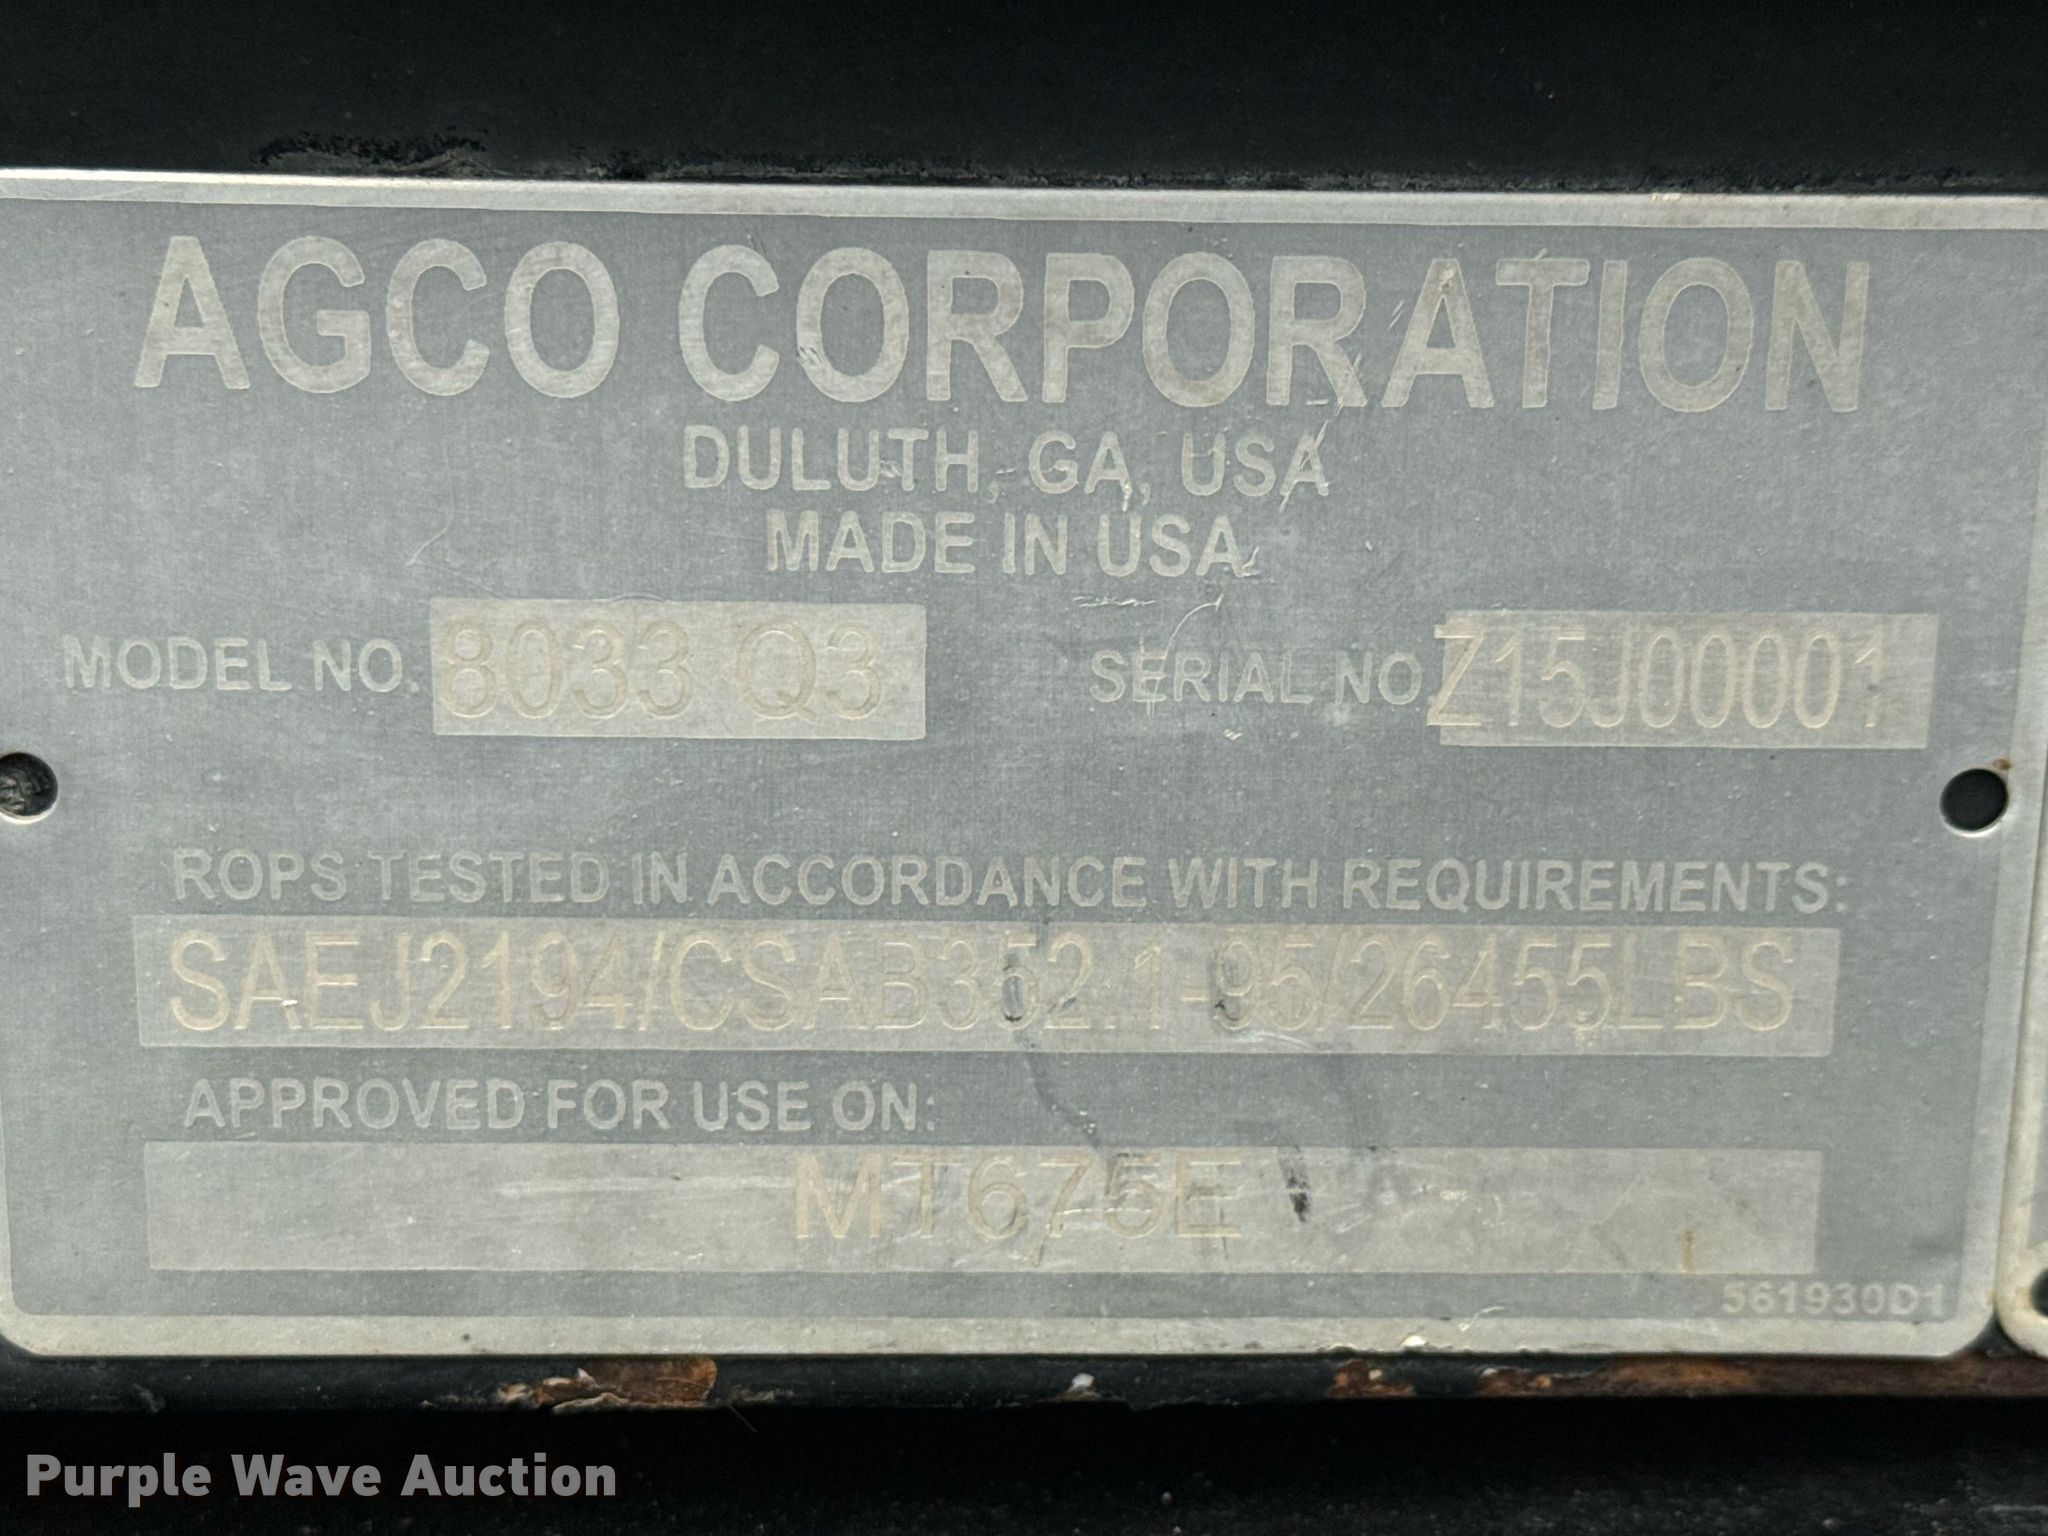 AGCO CORPORATION
DULUTH, GA, USA
MADE IN USA
MODEL NO. 8033 Q3 SERIAL NO. Z15J00001
ROPS TESTED IN ACCORDANCE WITH REQUIREMENTS:
SAEJ2194/CSAB352.1-95/26455LBS
APPROVED FOR USE ON:
MT675E
561930D1
Purple Wave Auction